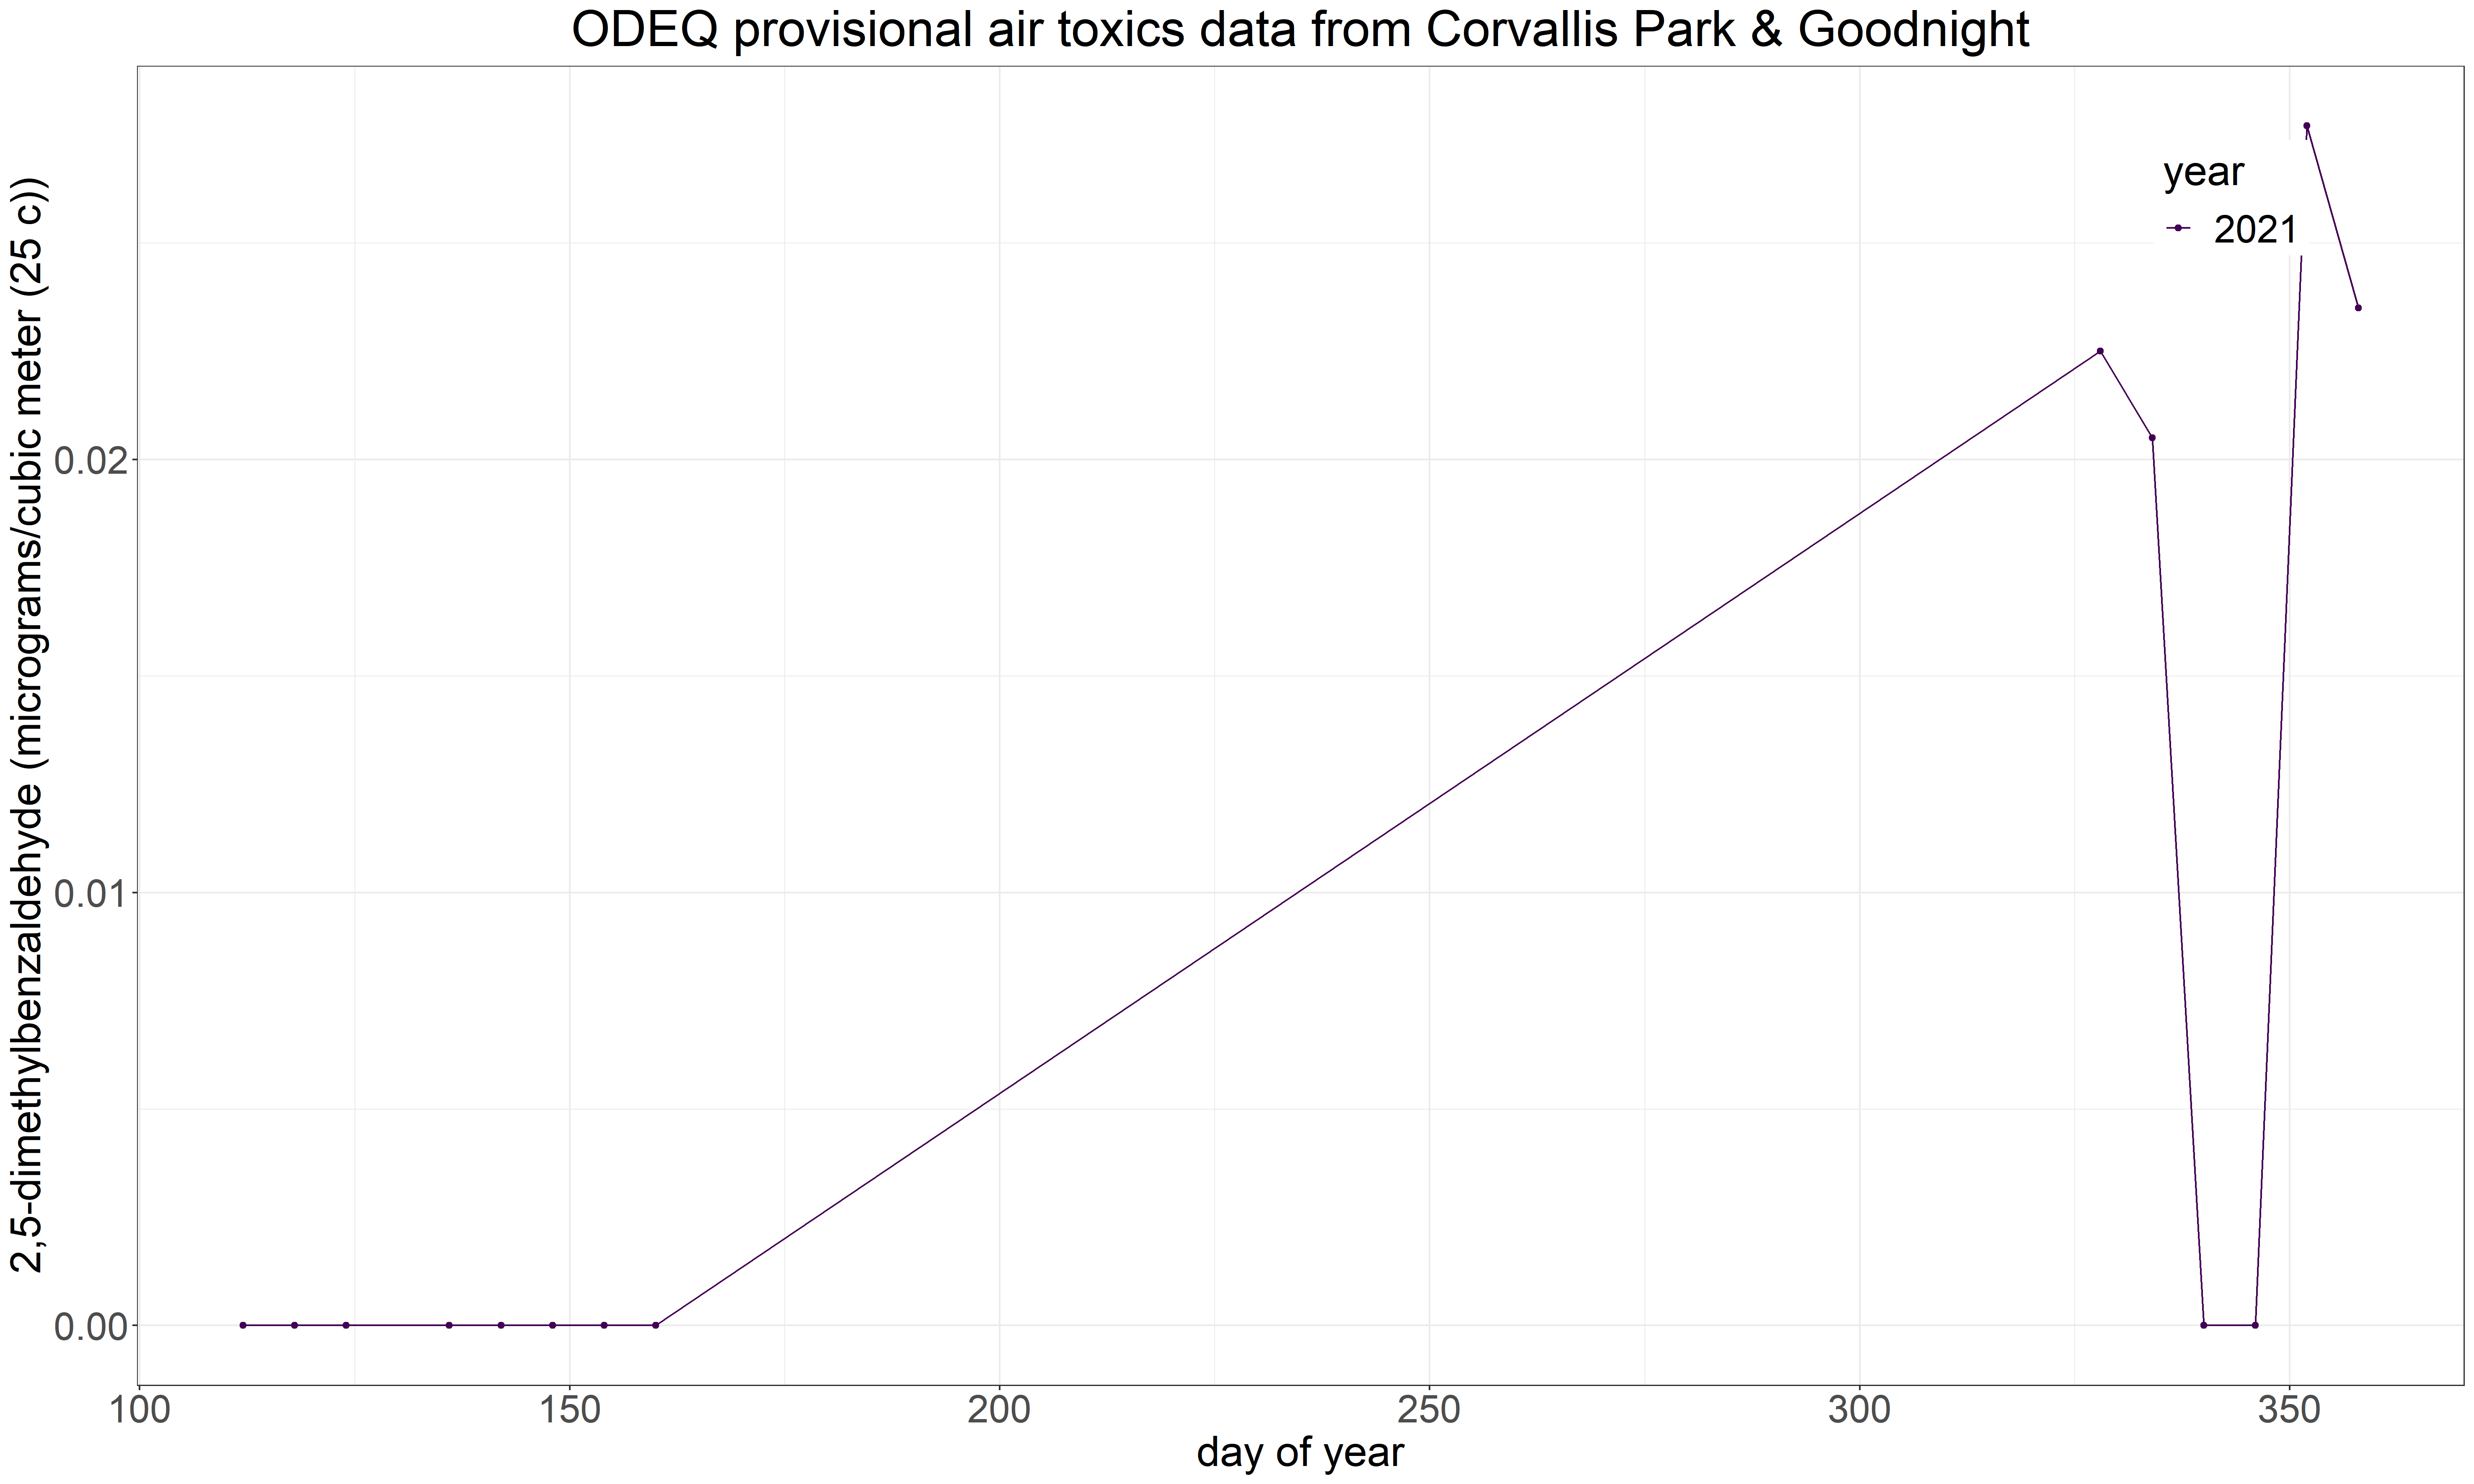 ODEQ provisional air toxics data from Corvallis Park & Goodnight
2,5-dimethylbenzaldehyde (micrograms/cubic meter (25 c))
year
2021
0.02
0.01
0.00
100 150 200 250 300 350
day of year